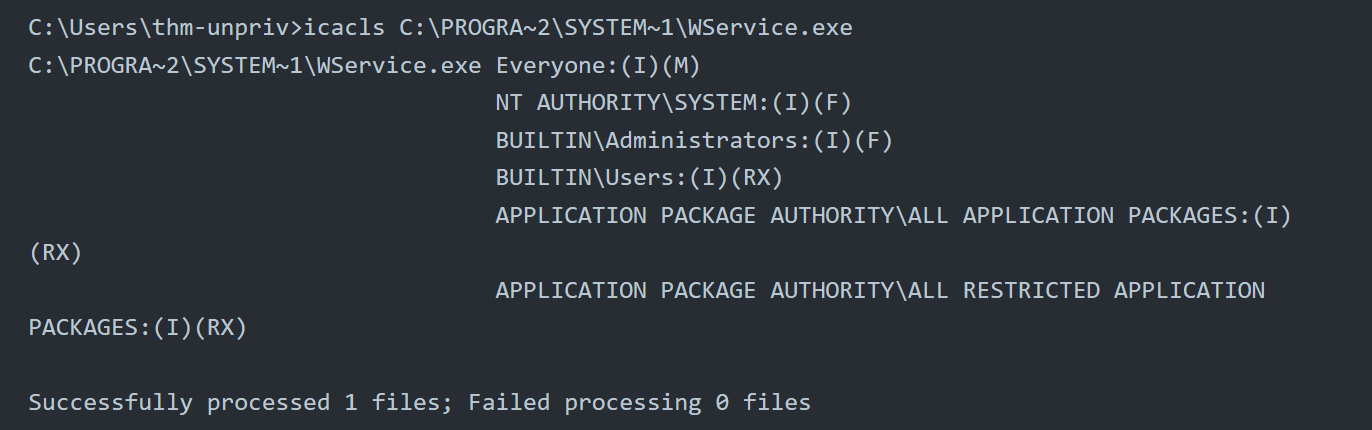 C:\Users\thm-unpriv>icacls C:\PROGRA~2\SYSTEM~1\WService.exe
C:\PROGRA~2\SYSTEM~1\WService.exe Everyone:(I)(M)
NT AUTHORITY\SYSTEM:(I)(F)
BUILTIN\Administrators:(I)(F)
BUILTIN\Users:(I)(RX)
APPLICATION PACKAGE AUTHORITY\ALL APPLICATION PACKAGES:(I)
(RX)
APPLICATION PACKAGE AUTHORITY\ALL RESTRICTED APPLICATION
PACKAGES:(I)(RX)
Successfully processed 1 files; Failed processing 0 files